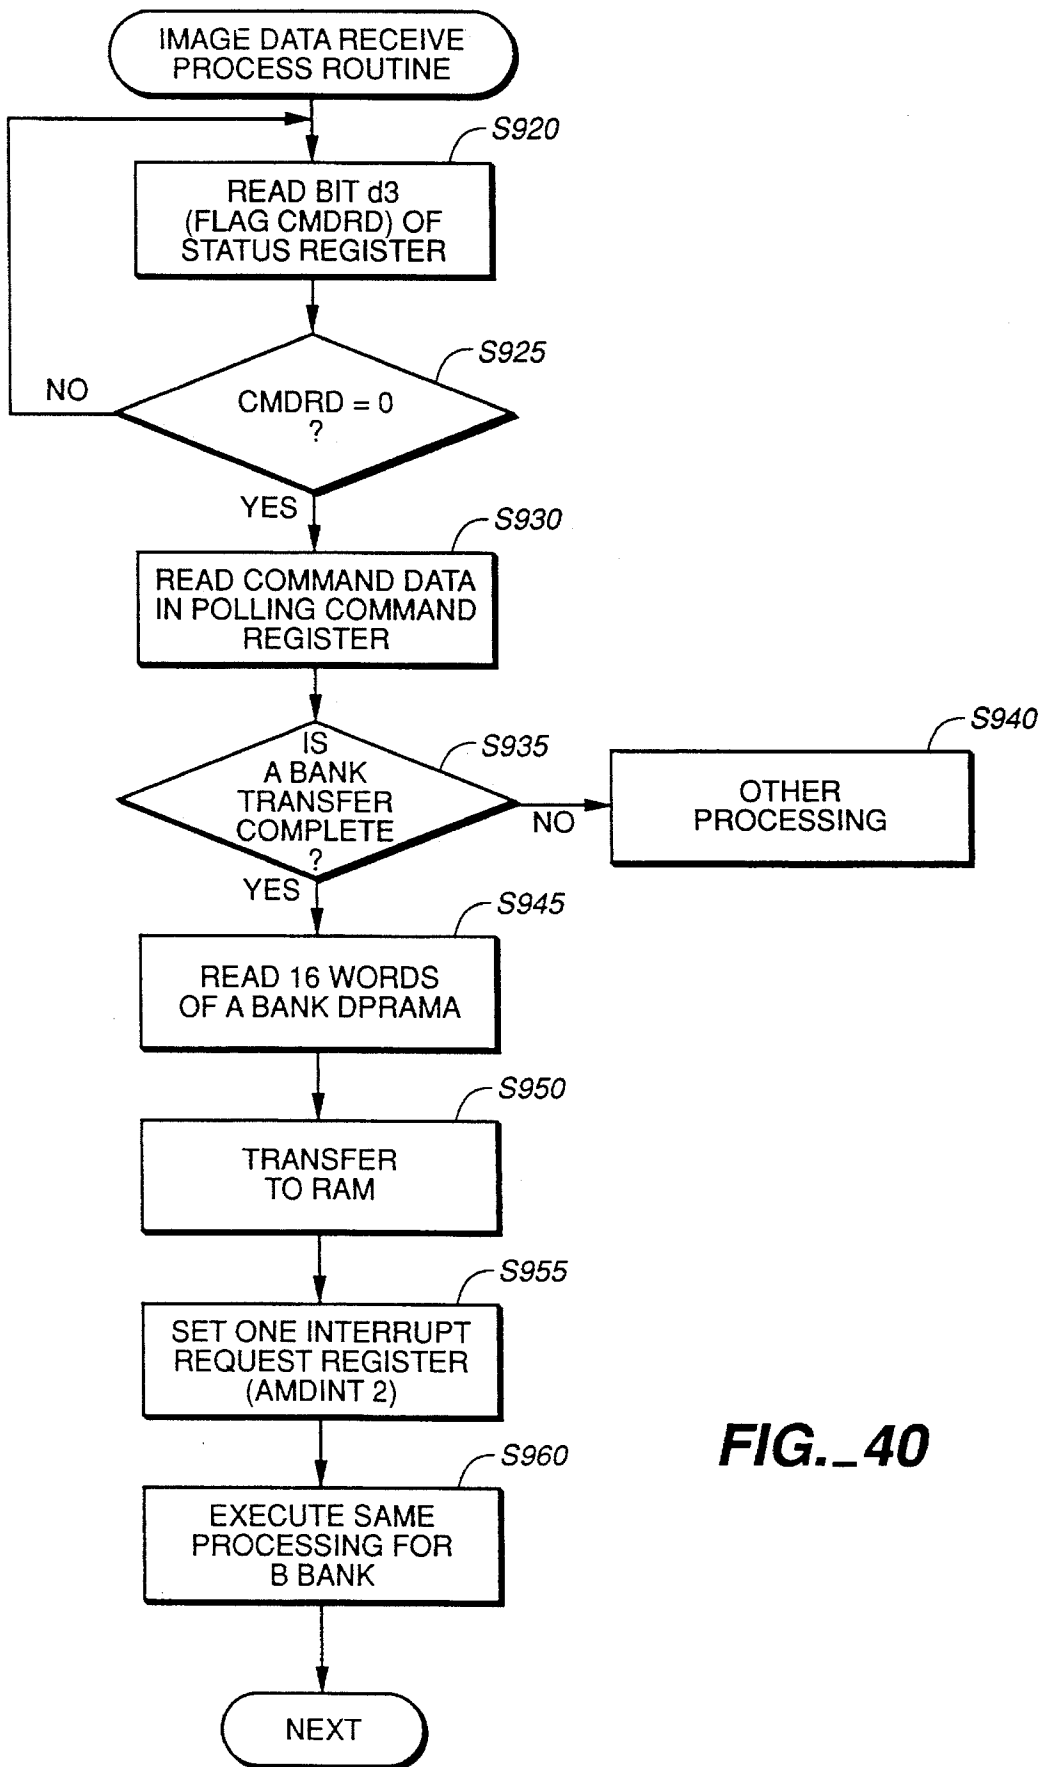 IMAGE DATA RECEIVE
PROCESS ROUTINE
S920
READ BIT d3
(FLAG CMDRD) OF
STATUS REGISTER
S925
NO
CMDRD = 0
?
YES
S930
READ COMMAND DATA
IN POLLING COMMAND
REGISTER
S935
IS
A BANK
TRANSFER
COMPLETE
?
NO
S940
OTHER
PROCESSING
YES
S945
READ 16 WORDS
OF A BANK DPRAMA
S950
TRANSFER
TO RAM
S955
SET ONE INTERRUPT
REQUEST REGISTER
(AMDINT 2)
S960
EXECUTE SAME
PROCESSING FOR
B BANK
NEXT
FIG._40